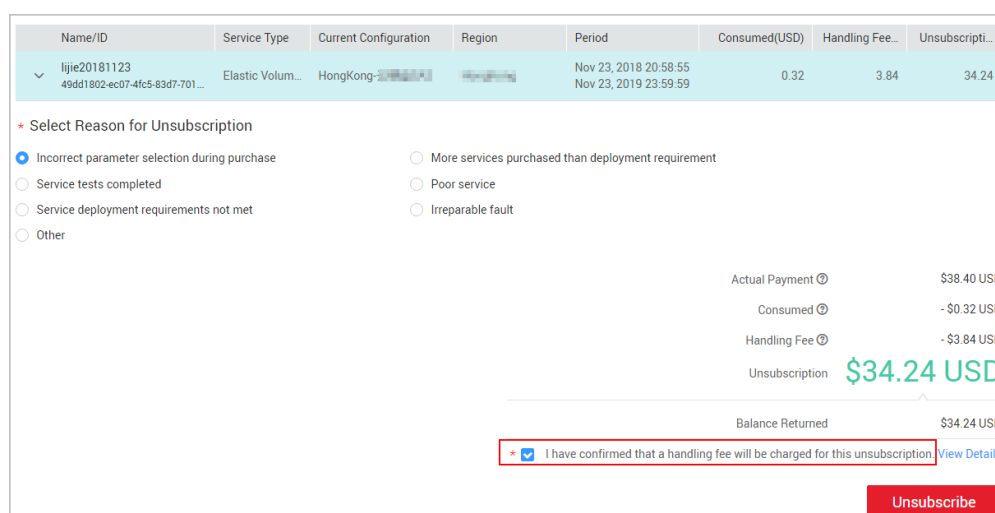 Name/ID Service Type Current Configuration Region Period Consumed(USD) Handling Fee... Unsubscripti...
lijie20181123 Elastic Volum... HongKong- Nov 23, 2018 20:58:55 0.32 3.84 34.24
49dd1802-ec07-4fc5-83d7-701... Nov 23, 2019 23:59:59
* Select Reason for Unsubscription
Incorrect parameter selection during purchase More services purchased than deployment requirement
Service tests completed Poor service
Service deployment requirements not met Irreparable fault
Other
Actual Payment $38.40 USD
Consumed - $0.32 USD
Handling Fee - $3.84 USD
Unsubscription $34.24 USD
Balance Returned $34.24 USD
* I have confirmed that a handling fee will be charged for this unsubscription. View Detail
Unsubscribe